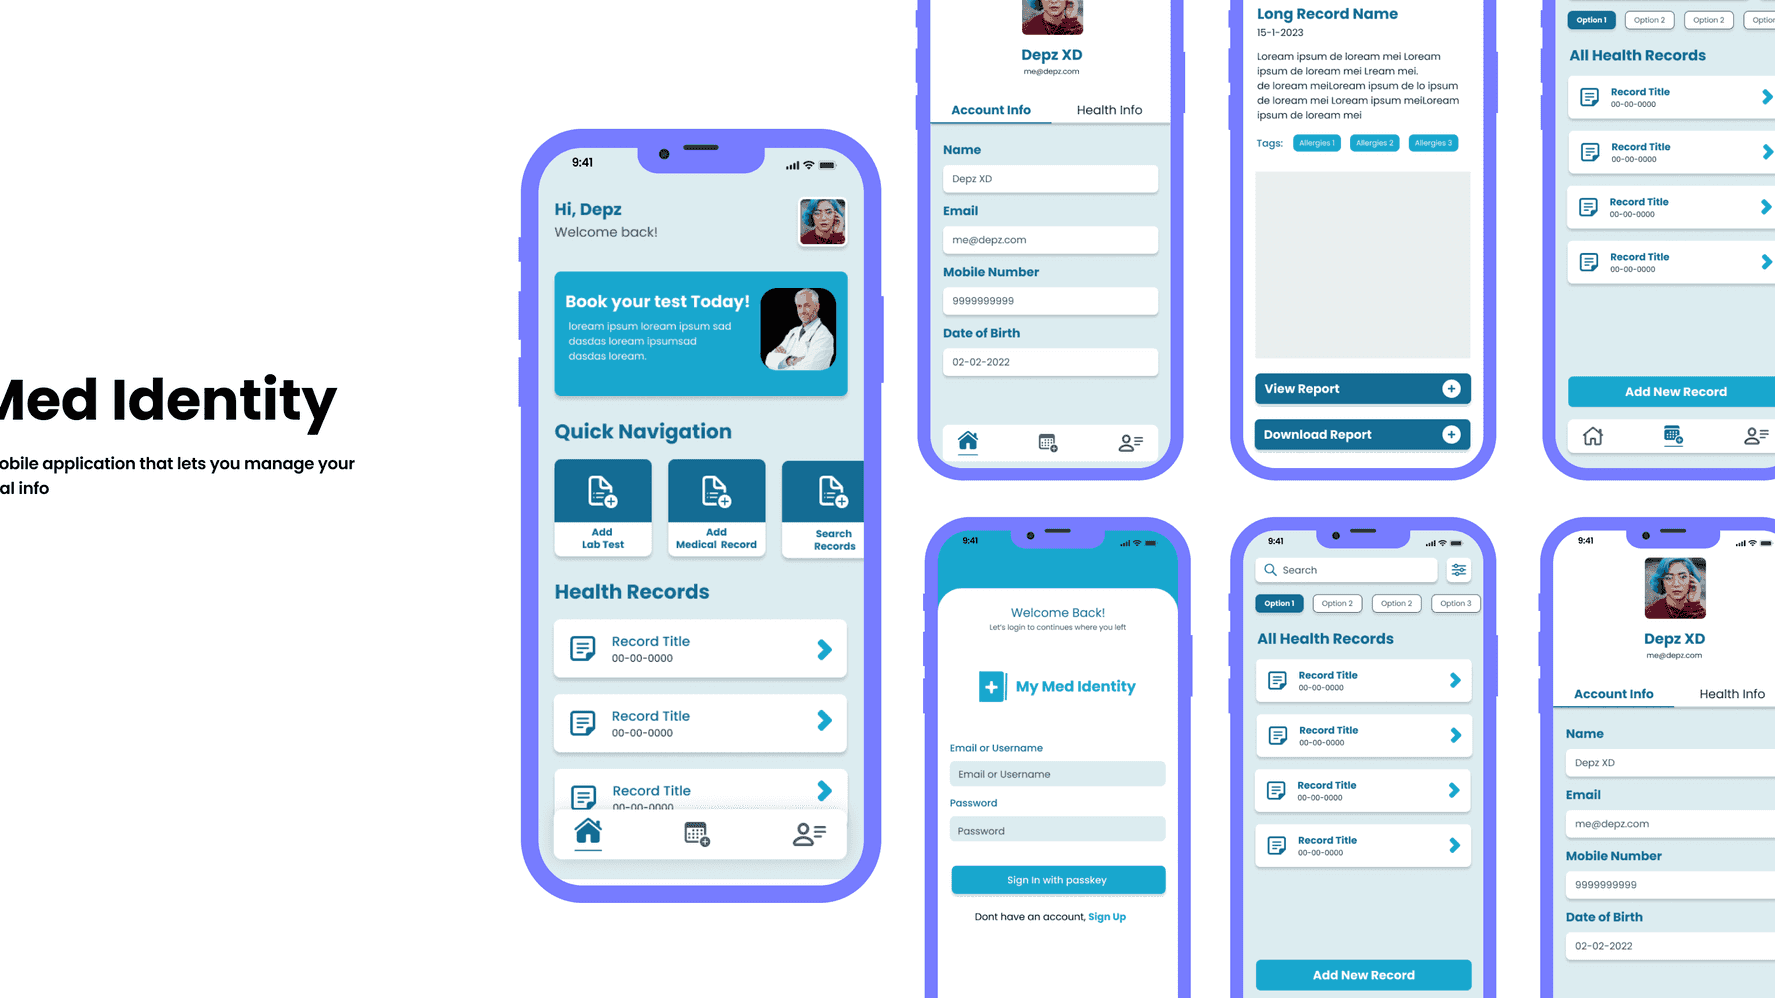 Med Identity
obile application that lets you manage your
al info
9:41
Hi, Depz
Welcome back!
Book your test Today!
loream ipsum loream ipsum sad
dasdas loream ipsumsad
dasdas loream.
Quick Navigation
Add
Lab Test
Add
Medical Record
Search
Records
Health Records
Record Title
00-00-0000
Record Title
00-00-0000
Record Title
00-00-0000
Depz XD
me@depz.com
Account Info
Health Info
Name
Depz XD
Email
me@depz.com
Mobile Number
9999999999
Date of Birth
02-02-2022
Long Record Name
15-1-2023
Loream ipsum de loream mei Loream
ipsum de loream mei Lream mei.
de loream meiLoream ipsum de lo ipsum
de loream mei Loream ipsum meiLoream
ipsum de loream mei
Tags:
Allergies 1
Allergies 2
Allergies 3
View Report
Download Report
Option 1
Option 2
Option 2
Optio
All Health Records
Record Title
00-00-0000
Record Title
00-00-0000
Record Title
00-00-0000
Record Title
00-00-0000
Add New Record
9:41
Welcome Back!
Let's login to continues where you left
My Med Identity
Email or Username
Email or Username
Password
Password
Sign In with passkey
Dont have an account, Sign Up
9:41
Search
Option 1
Option 2
Option 2
Option 3
All Health Records
Record Title
00-00-0000
Record Title
00-00-0000
Record Title
00-00-0000
Record Title
00-00-0000
Add New Record
9:41
Depz XD
me@depz.com
Account Info
Health Info
Name
Depz XD
Email
me@depz.com
Mobile Number
9999999999
Date of Birth
02-02-2022